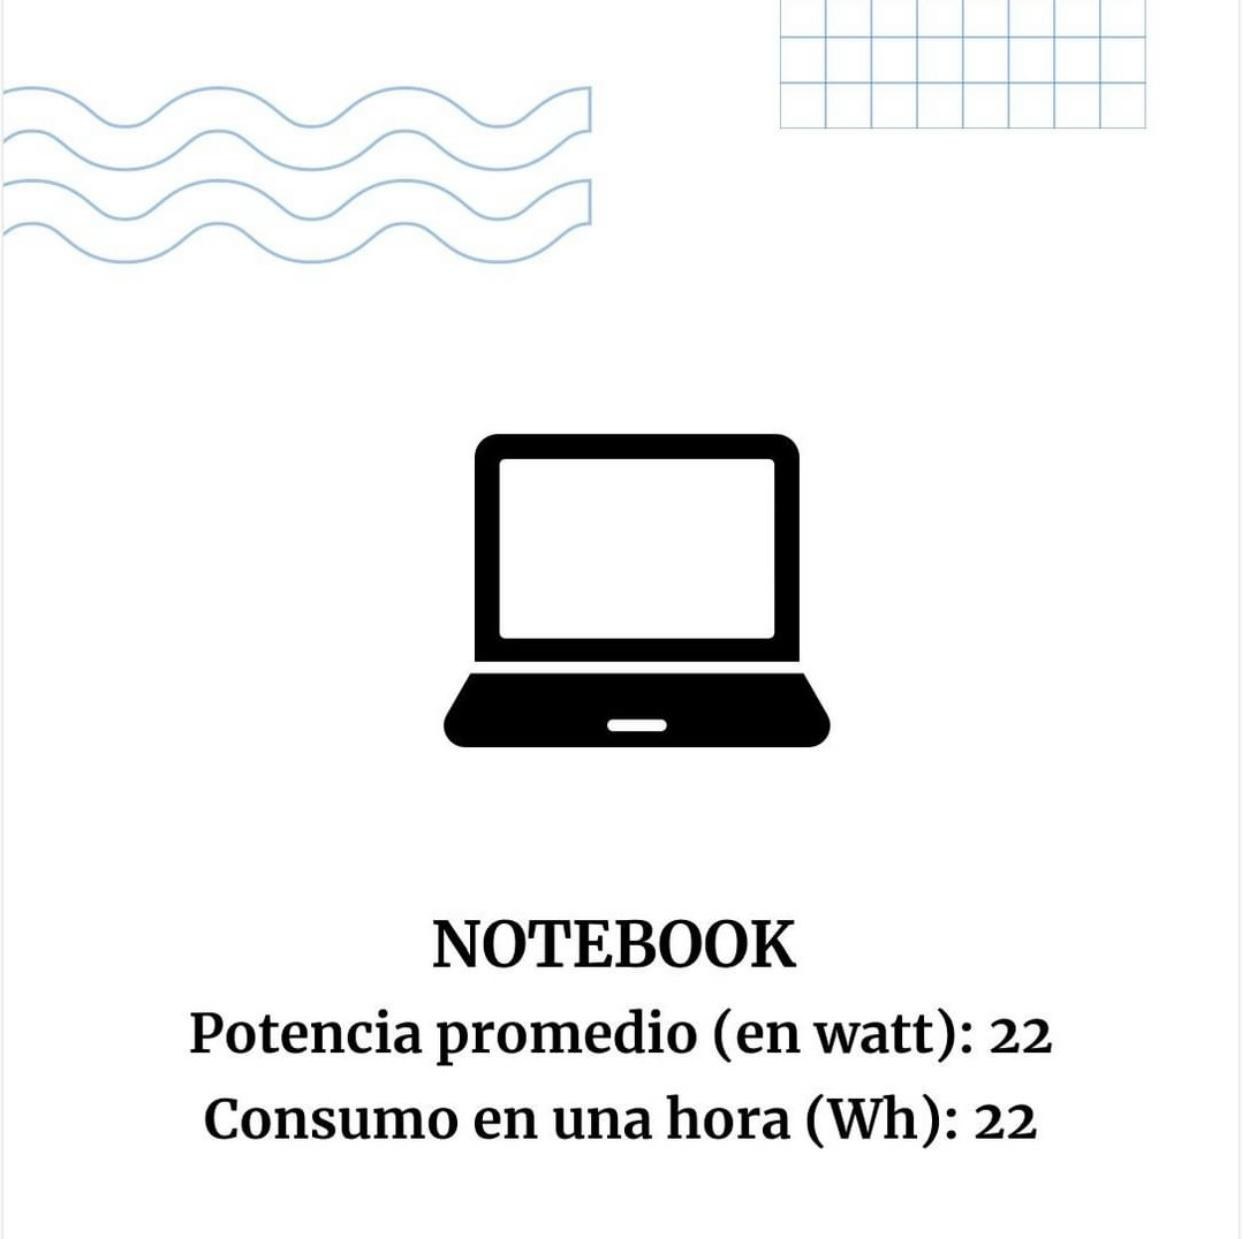 NOTEBOOK
Potencia promedio (en watt): 22
Consumo en una hora (Wh): 22